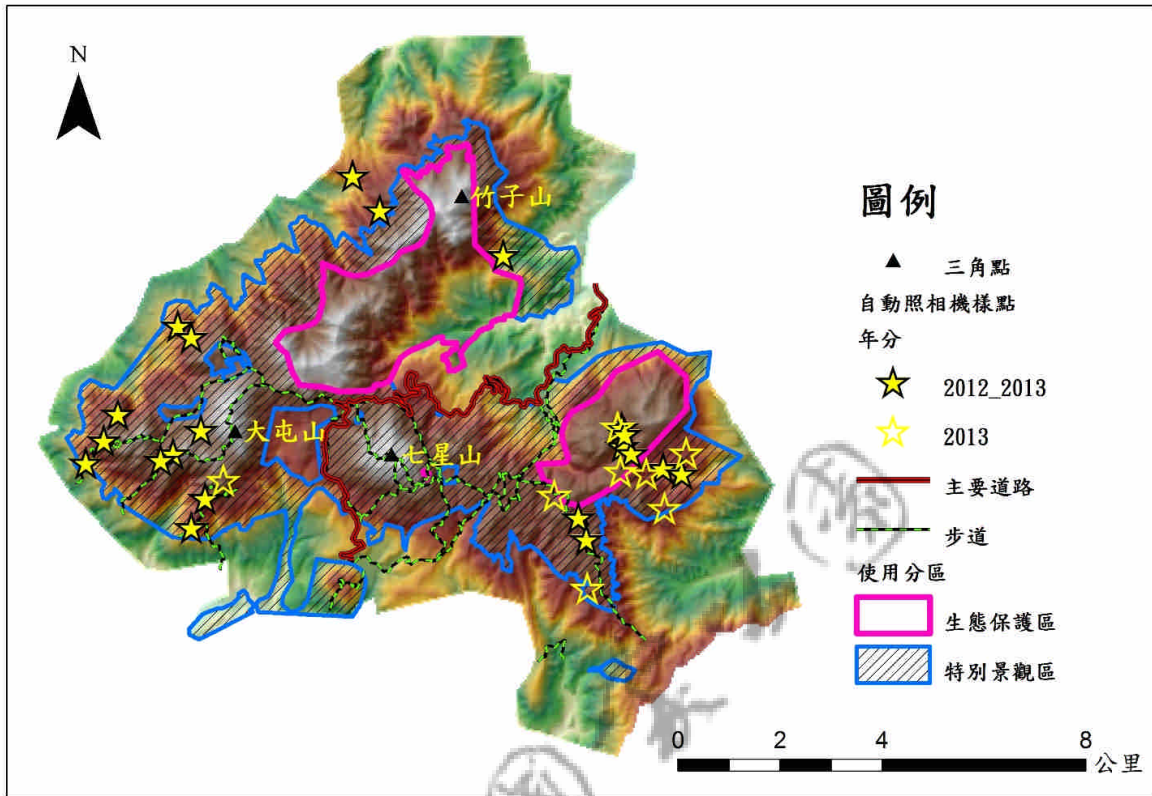 N
竹子山
大屯山
七星山
圖例
三角點
自動照相機樣點
年分
2012_2013
2013
主要道路
步道
使用分區
生態保護區
特別景觀區
0 2 4 8
公里